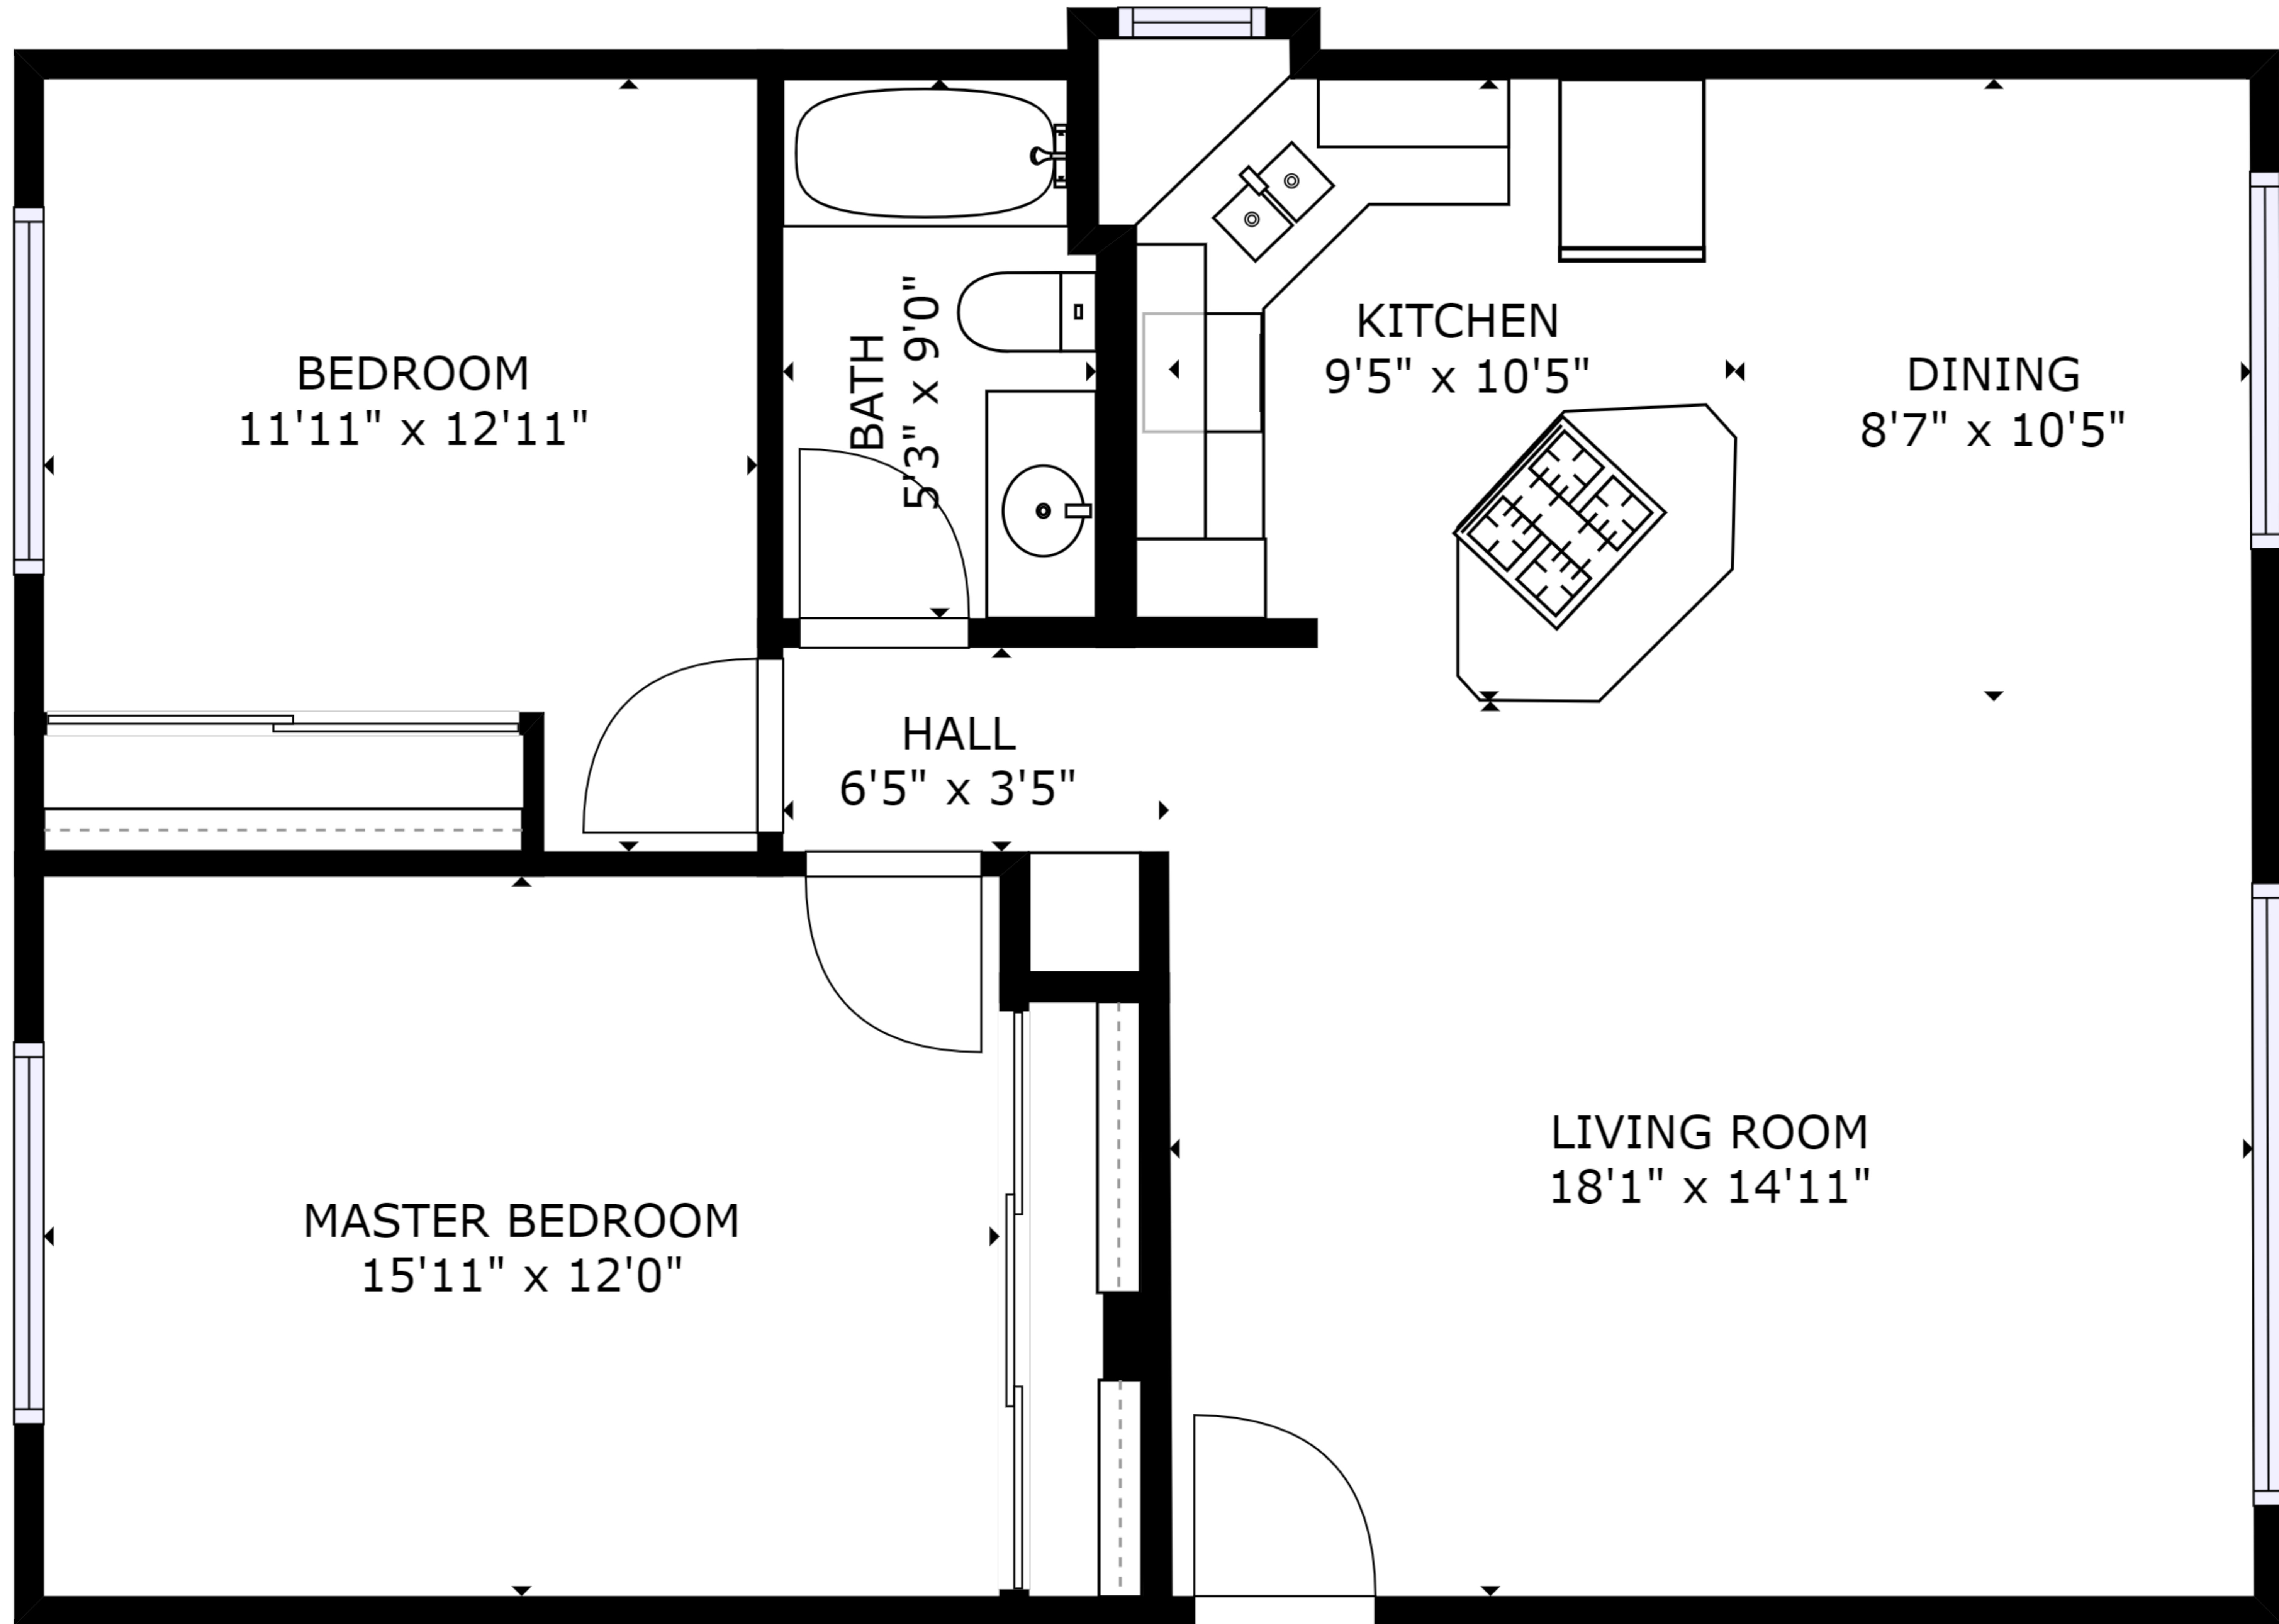 BEDROOM
11'11" x 12'11"
BATH
5'3" x 9'0"
KITCHEN
9'5" x 10'5"
DINING
8'7" x 10'5"
HALL
6'5" x 3'5"
MASTER BEDROOM
15'11" x 12'0"
LIVING ROOM
18'1" x 14'11"